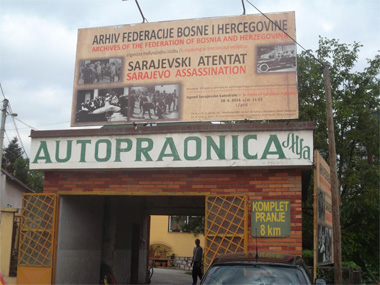 ARHIV FEDERACIJE BOSNE I HERCEGOVINE
ARCHIVES OF THE FEDERATION OF BOSNIA AND HERZEGOVINA
SARAJEVSKI ATENTAT
SARAJEVO ASSASSINATION
AUTOPRAONICA
KOMPLET
PRANJE
8 km